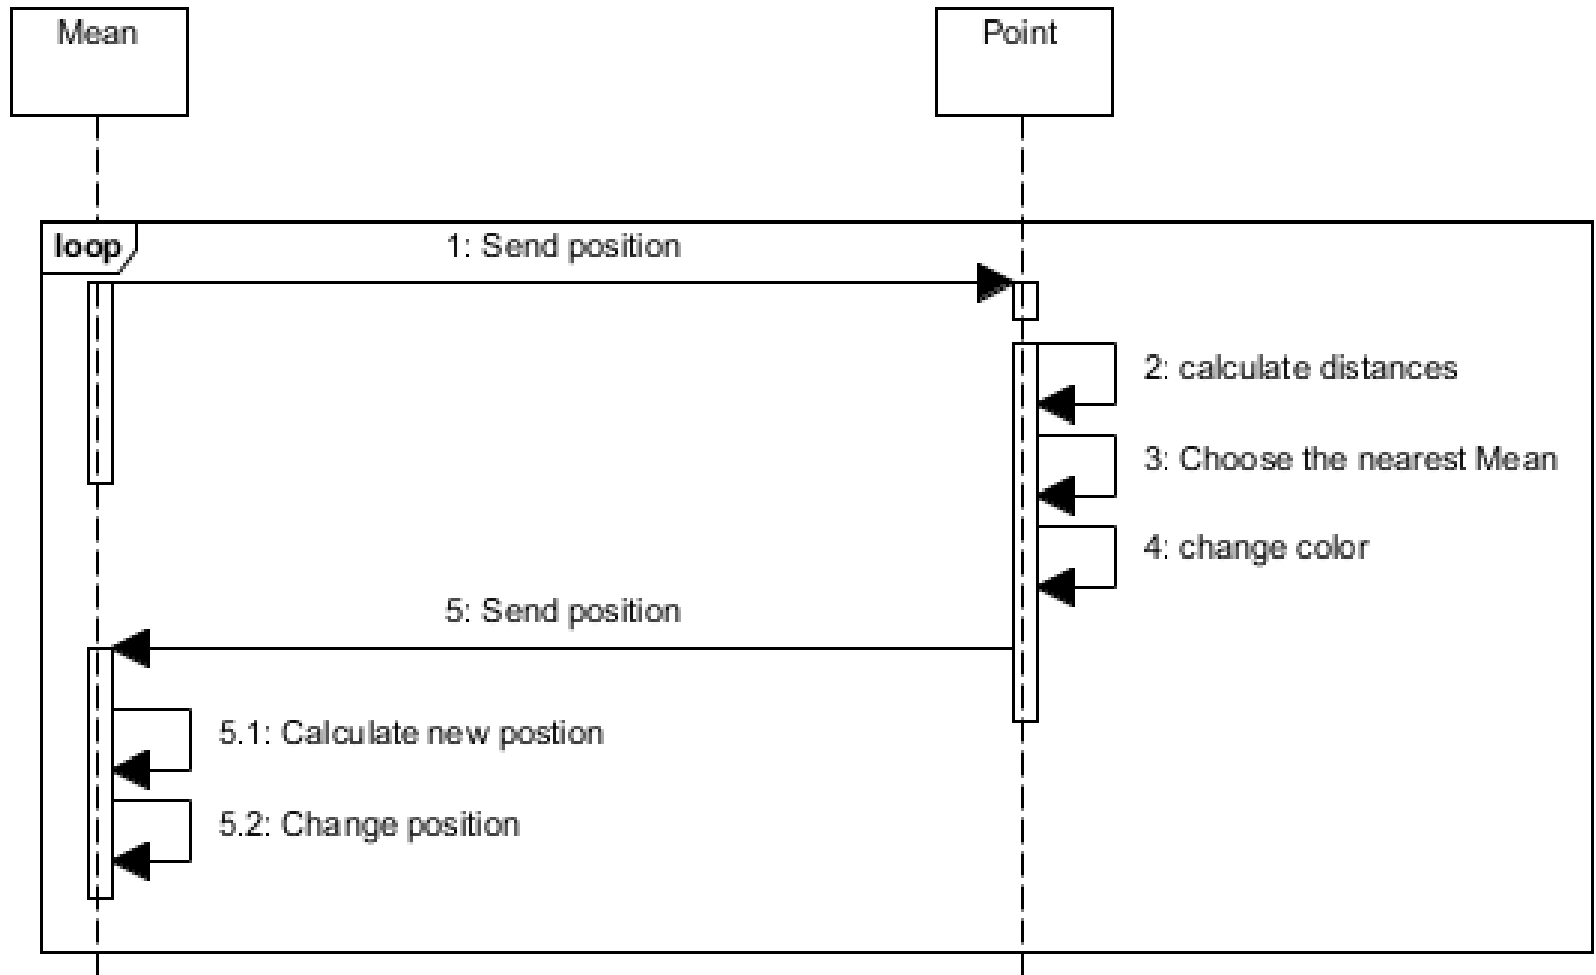 Mean
Point
loop
1: Send position
2: calculate distances
3: Choose the nearest Mean
4: change color
5: Send position
5.1: Calculate new postion
5.2: Change position